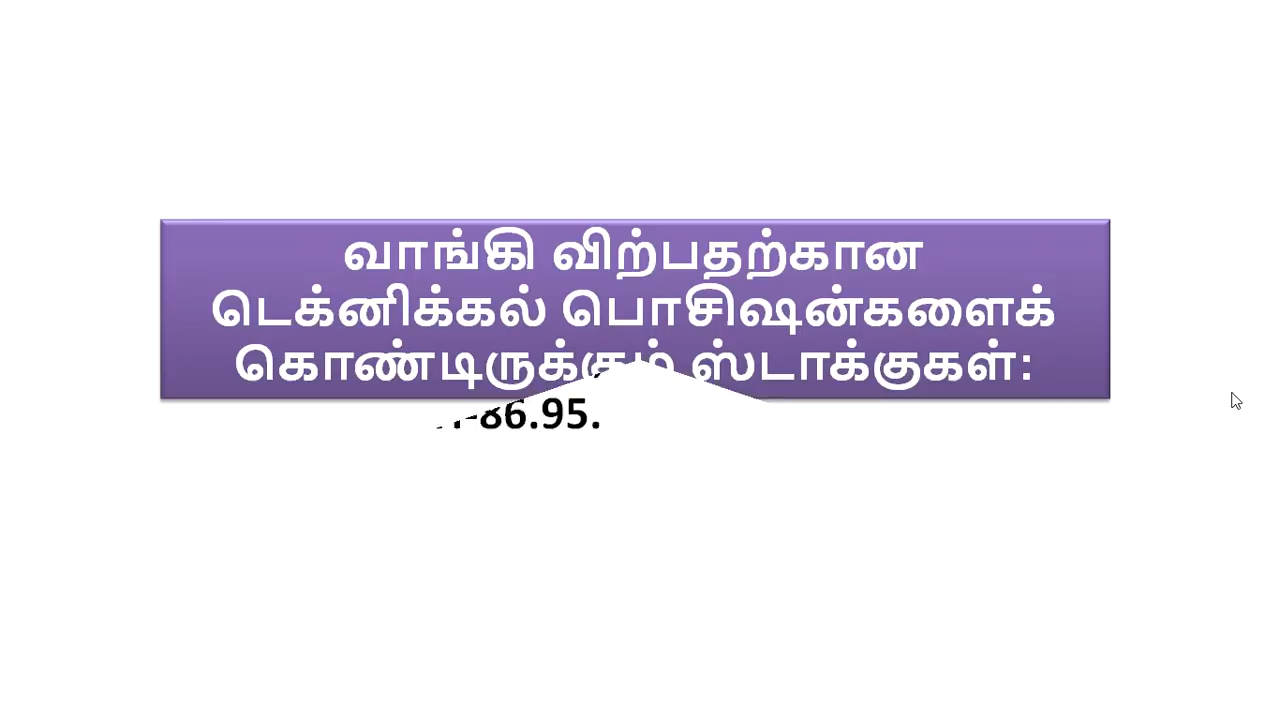 வாங்கி விற்பதற்கான
டெக்னிக்கல் பொசிஷன்களைக்
கொண்டிருக்கும் ஸ்டாக்குகள்:
86.95.